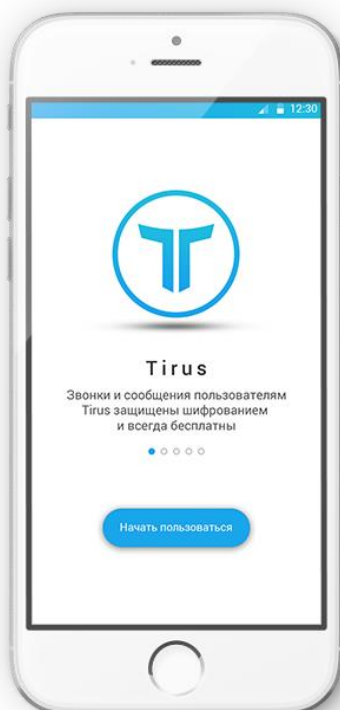 12:30
Tirus
Звонки и сообщения пользователям
Tirus защищены шифрованием
и всегда бесплатны
Начать пользоваться